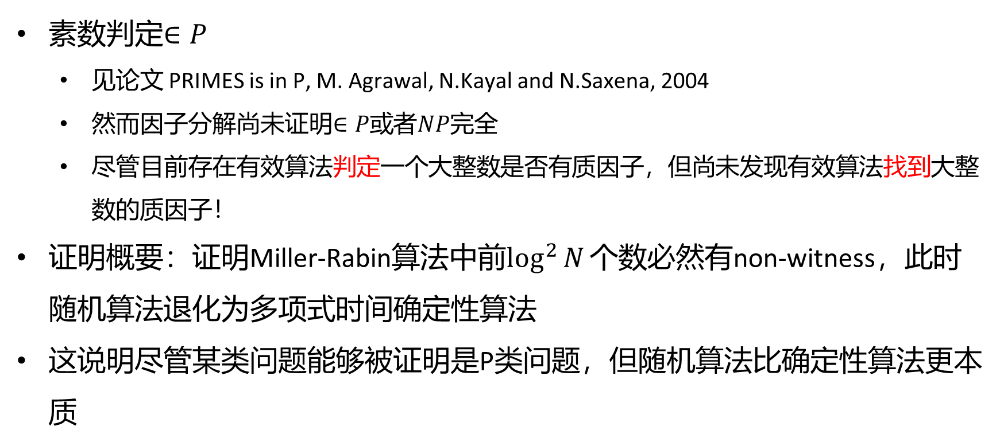 • 素数判定∈ P
• 见论文 PRIMES is in P, M. Agrawal, N.Kayal and N.Saxena, 2004
• 然而因子分解尚未证明∈ P或者NP完全
• 尽管目前存在有效算法判定一个大整数是否有质因子，但尚未发现有效算法找到大整
数的质因子！
• 证明概要：证明Miller-Rabin算法中前log² N 个数必然有non-witness，此时
随机算法退化为多项式时间确定性算法
• 这说明尽管某类问题能够被证明是P类问题，但随机算法比确定性算法更本
质